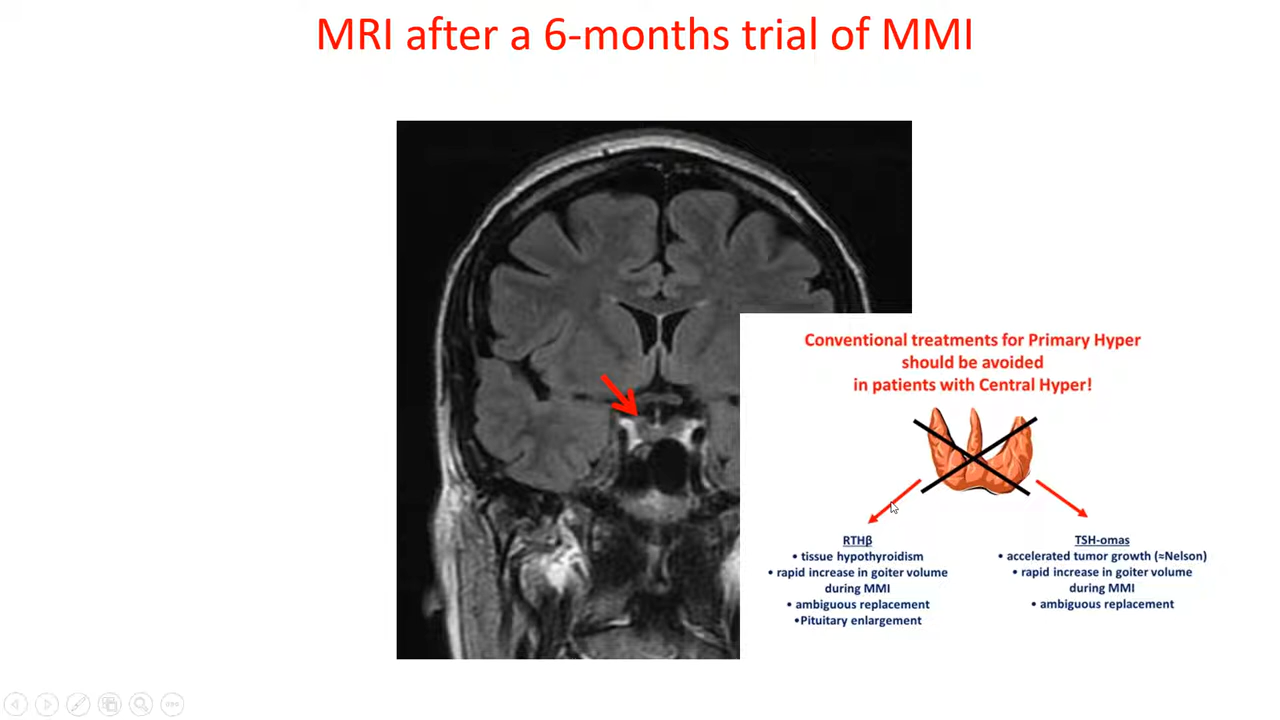 MRI after a 6-months trial of MMI
Conventional treatments for Primary Hyper
should be avoided
in patients with Central Hyper!
RTHβ
• tissue hypothyroidism
• rapid increase in goiter volume
during MMI
• ambiguous replacement
•Pituitary enlargement
TSH-omas
• accelerated tumor growth (≈Nelson)
• rapid increase in goiter volume
during MMI
• ambiguous replacement